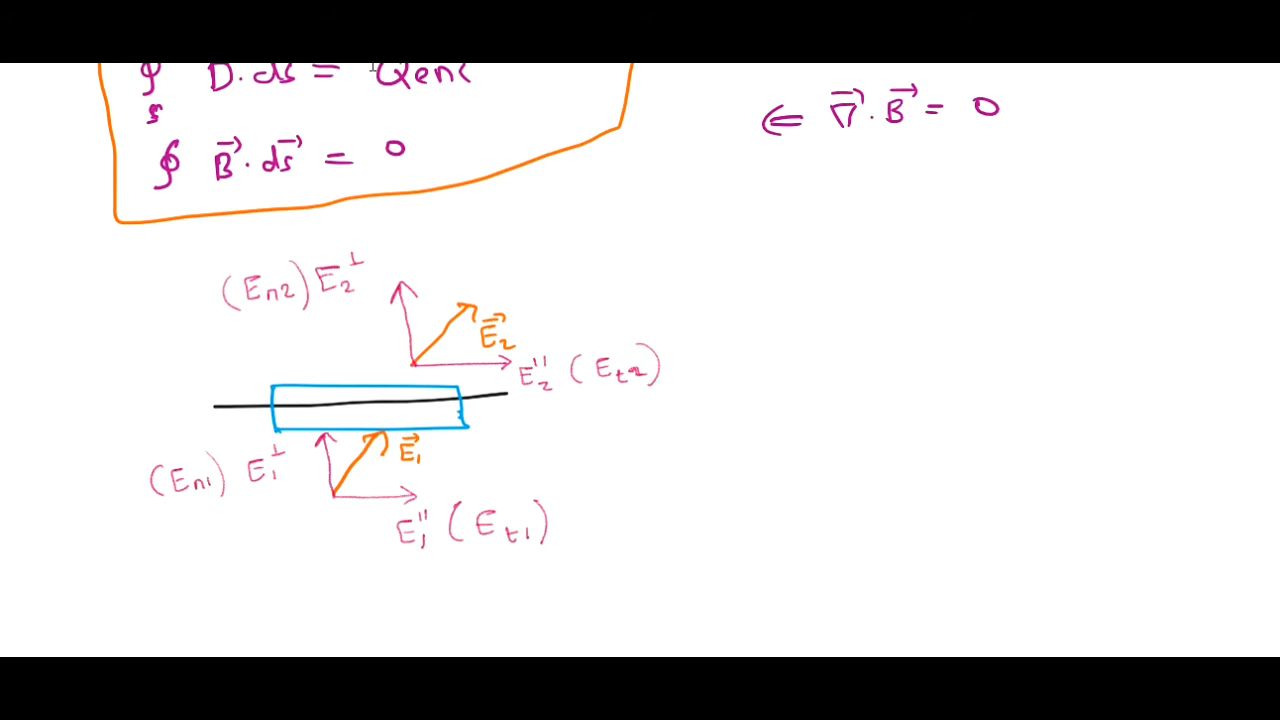 ∮ D · ds = Qenc
s
∮ B⃗ · ds⃗ = 0
⇐ ∇⃗ · B⃗ = 0
(En2) E2⊥
E⃗2
E2'' (Et2)
(En1) E1⊥
E⃗1
E1'' (Et1)